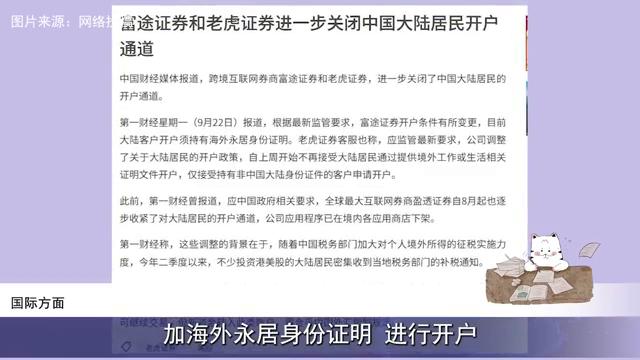 图片来源：网络
富途证券和老虎证券进一步关闭中国大陆居民开户
通道
中国财经媒体报道，跨境互联网券商富途证券和老虎证券，进一步关闭了中国大陆居民的
开户通道。
第一财经星期一（9月22日）报道，根据最新监管要求，富途证券开户条件有所变更，目前
大陆客户开户须持有海外永居身份证明。老虎证券客服也称，应监管最新要求，公司调整
了关于大陆居民的开户政策，自上周开始不再接受大陆居民通过提供境外工作或生活相关
证明文件开户，仅接受持有非中国大陆身份证件的客户申请开户。
此前，第一财经曾报道，应中国政府相关要求，全球最大互联网券商盈透证券自8月起也逐
步收紧了对大陆居民的开户通道，公司应用程序已在境内各应用商店下架。
第一财经称，这些调整的背景在于，随着中国税务部门加大对个人境外所得的征税实施力
度，今年二季度以来，不少投资港美股的大陆居民密集收到当地税务部门的补税通知。
国际方面
加海外永居身份证明 进行开户
老虎证券